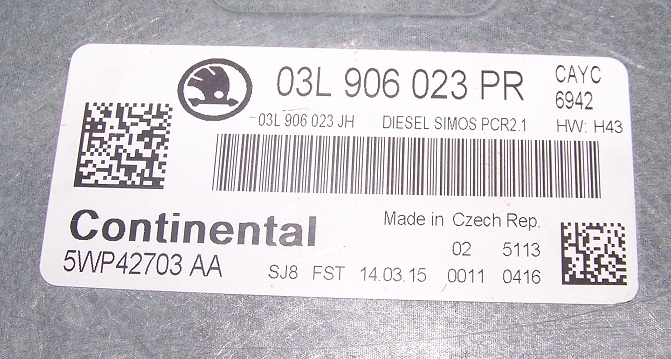 03L 906 023 PR
CAYC
6942
-03L 906 023 JH DIESEL SIMOS PCR2.1 HW: H43
Continental
Made in Czech Rep.
02 5113
5WP42703 AA
SJ8 FST 14.03.15 0011 0416